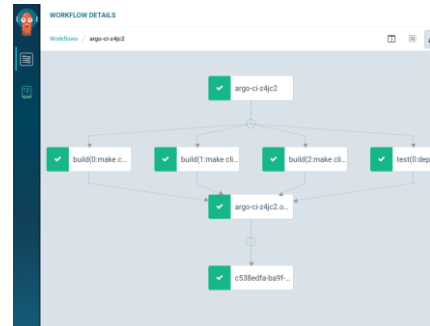 WORKFLOW DETAILS
Workflows / argo-ci-z4jc2
argo-ci-z4jc2
build(0:make c...
build(1:make cli...
build(2:make cli...
test(0:dep
argo-ci-z4jc2.o...
c538edfa-ba9f-...